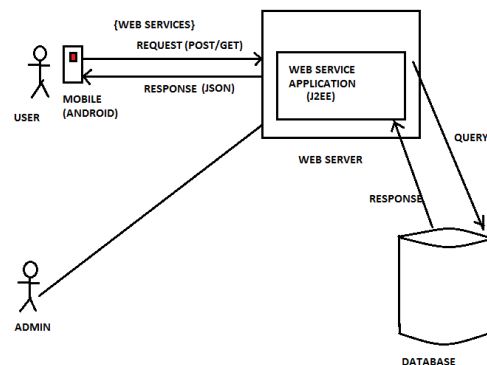 {WEB SERVICES}
REQUEST (POST/GET)
RESPONSE (JSON)
USER
MOBILE
(ANDROID)
WEB SERVICE
APPLICATION
(J2EE)
WEB SERVER
QUERY
RESPONSE
ADMIN
DATABASE